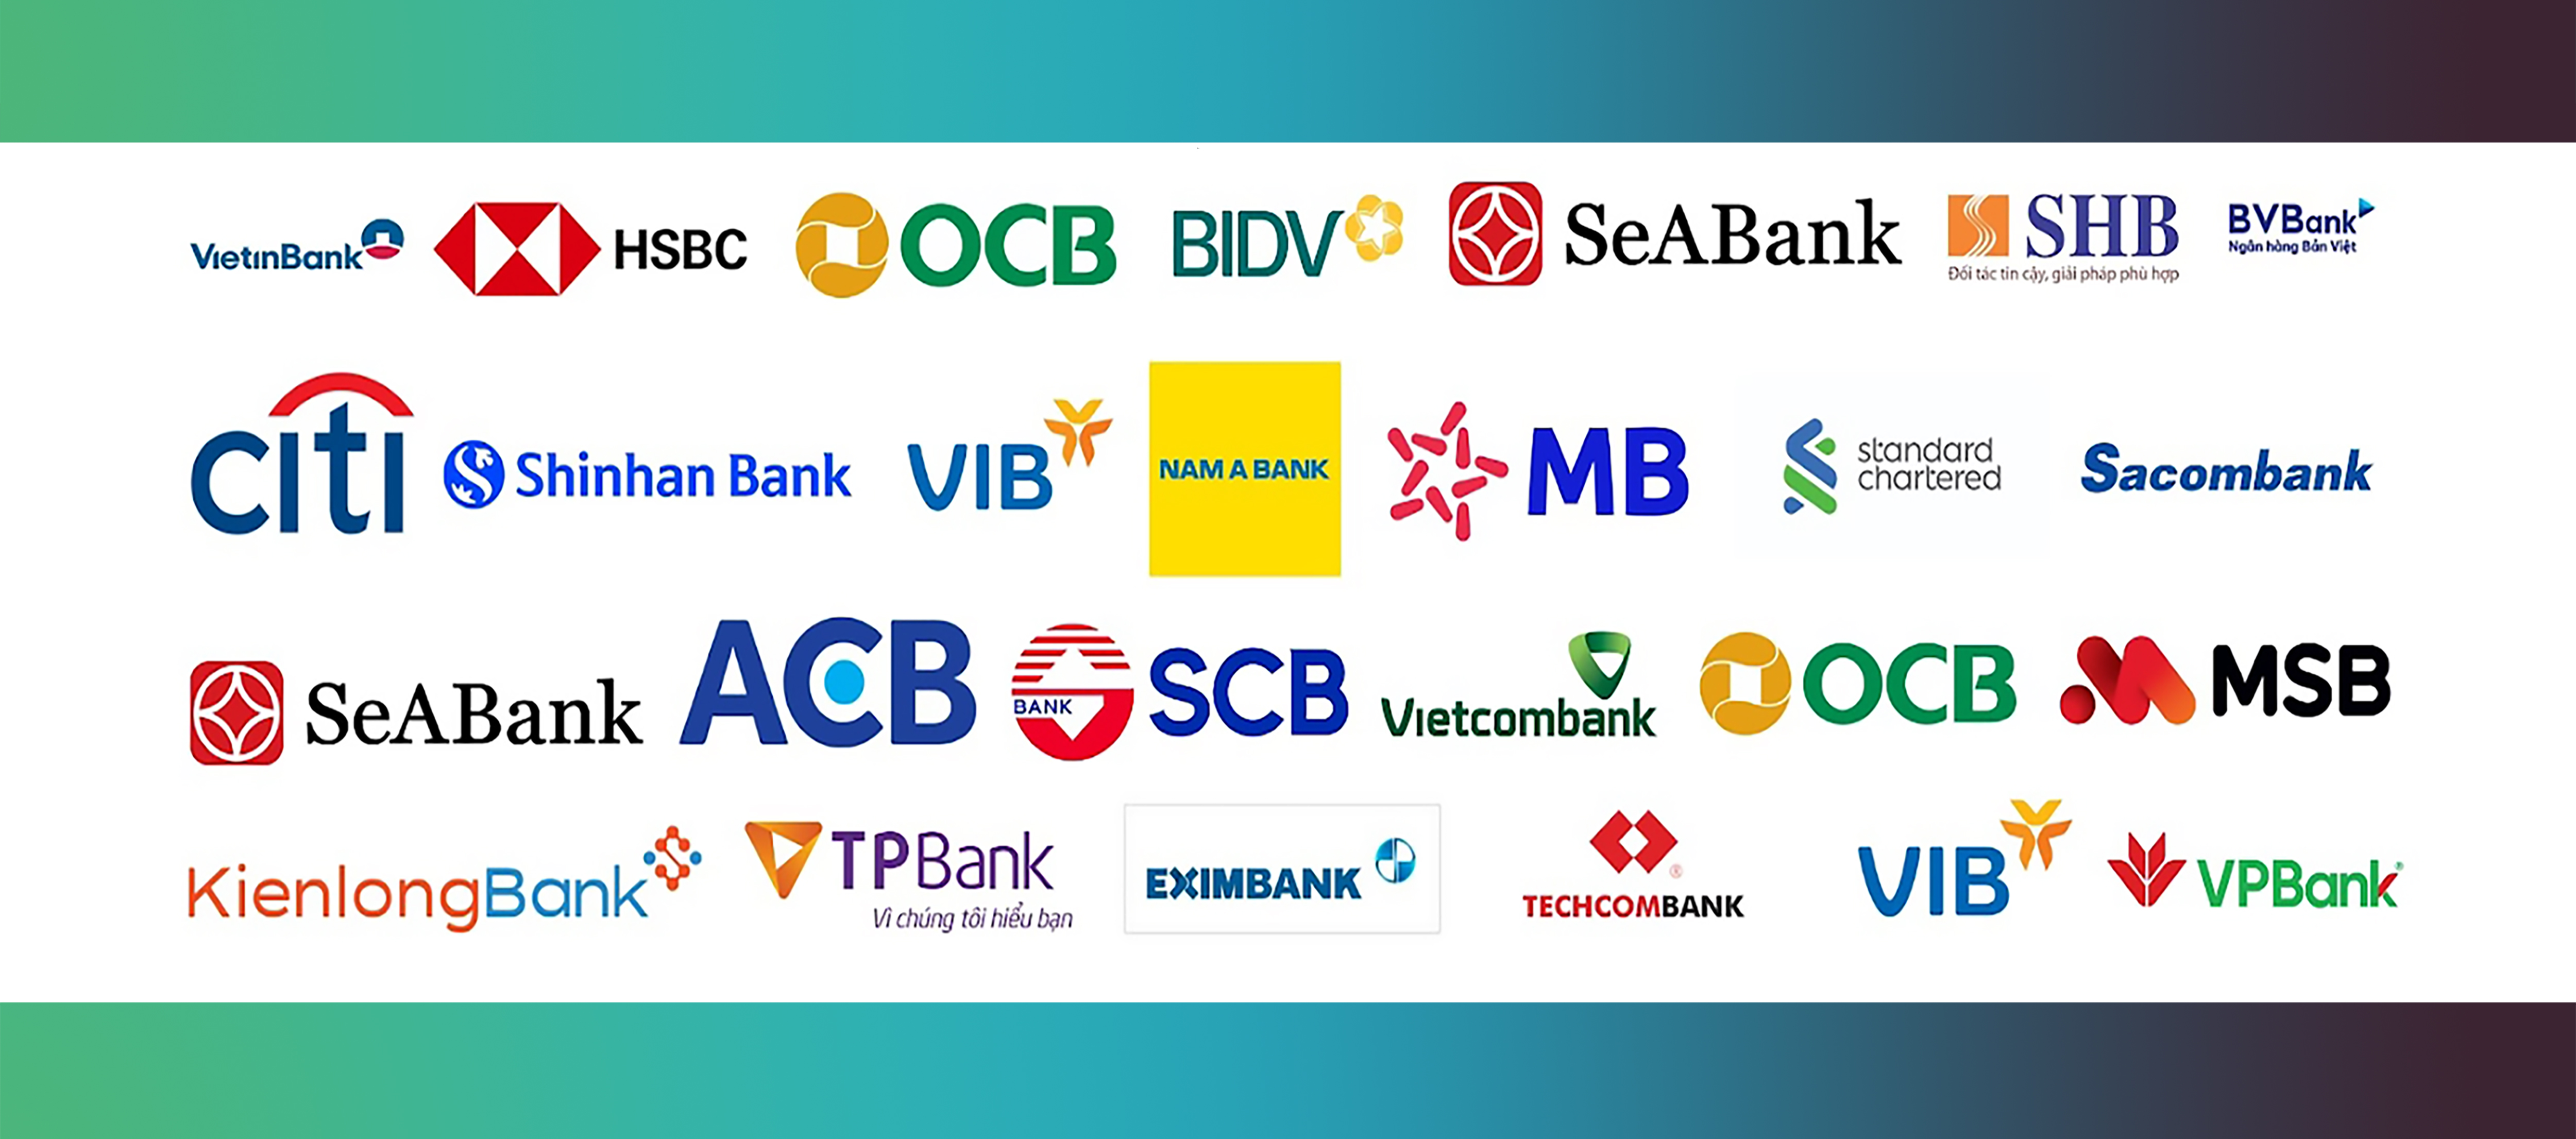 VietinBank
HSBC
OCB
BIDV
SeABank
SHB
Đối tác tin cậy, giải pháp phù hợp
BVBank
Ngân hàng Bản Việt
citi
Shinhan Bank
VIB
NAM A BANK
MB
standard
chartered
Sacombank
SeABank
ACB
BANK
SCB
Vietcombank
OCB
MSB
KienlongBank
TPBank
Vì chúng tôi hiểu bạn
EXIMBANK
TECHCOMBANK
®
VIB
VPBank®